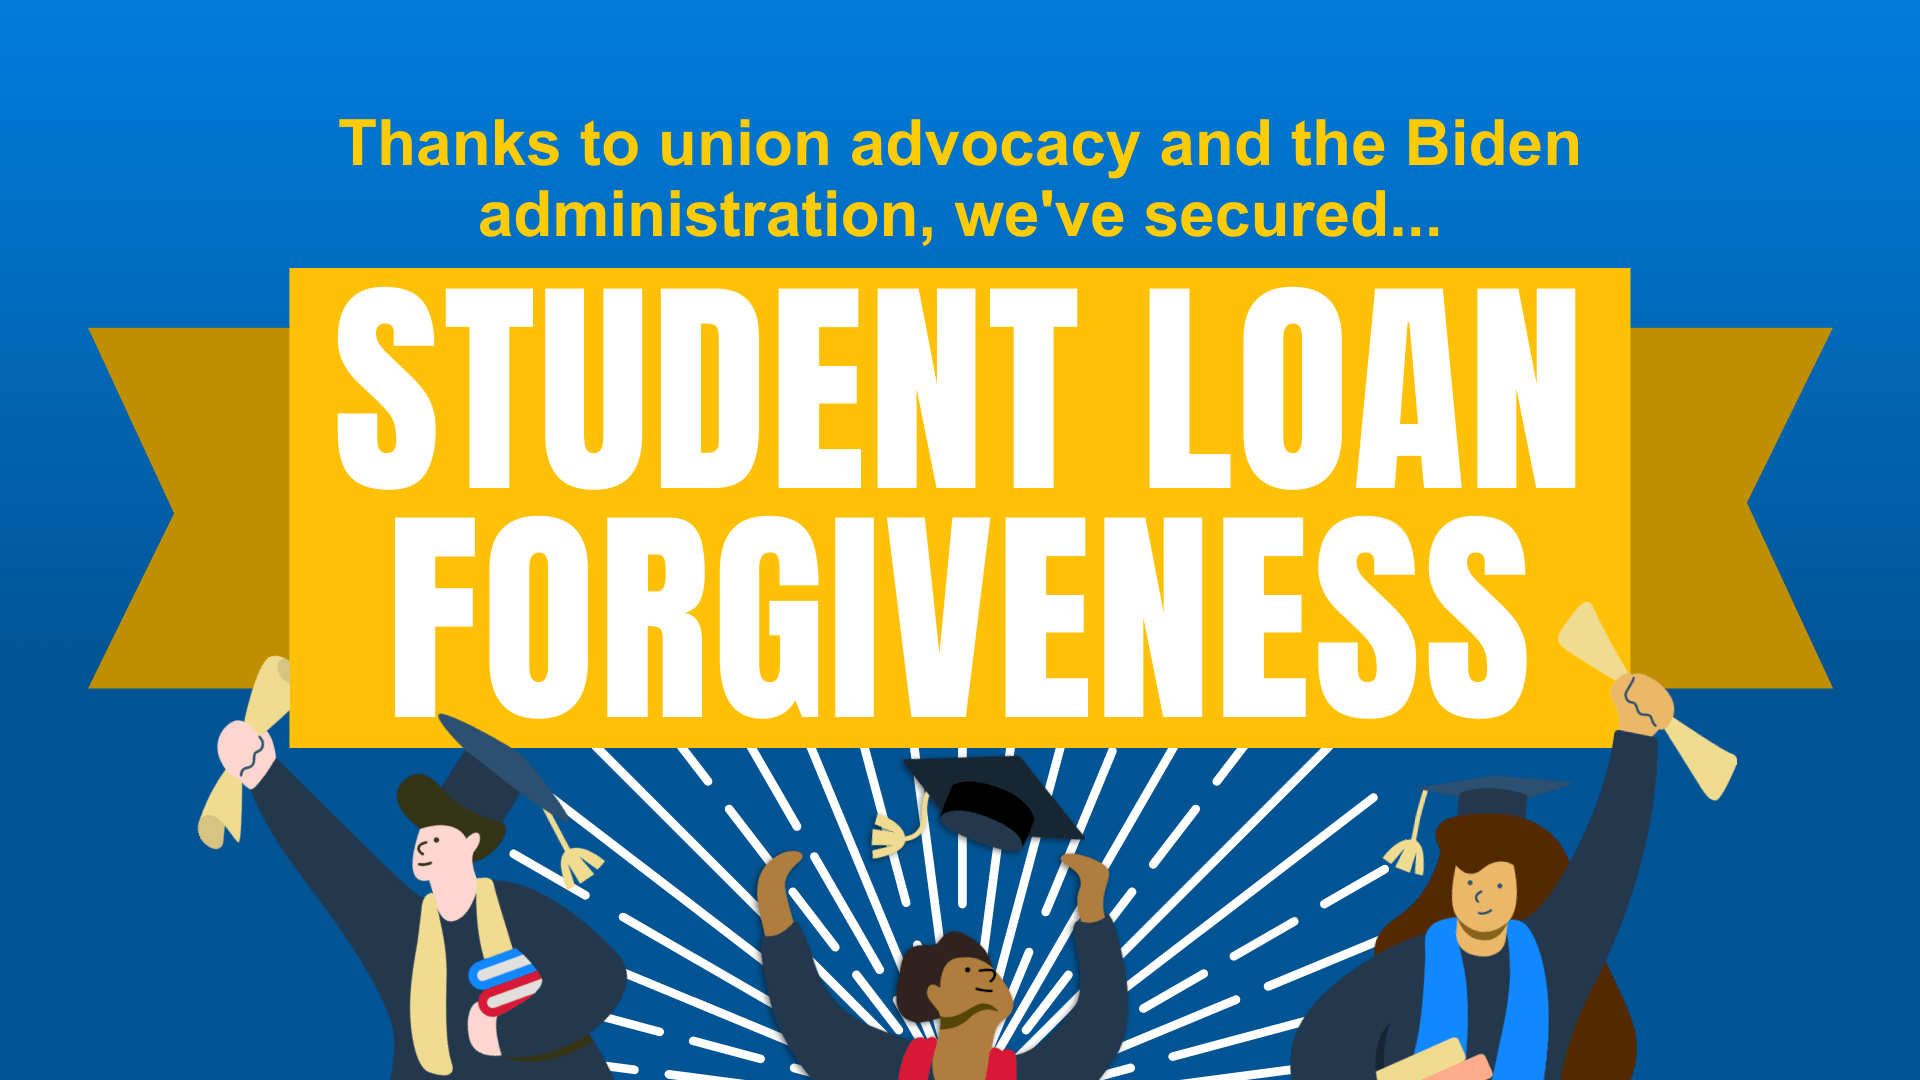 Thanks to union advocacy and the Biden
administration, we've secured...
STUDENT LOAN
FORGIVENESS